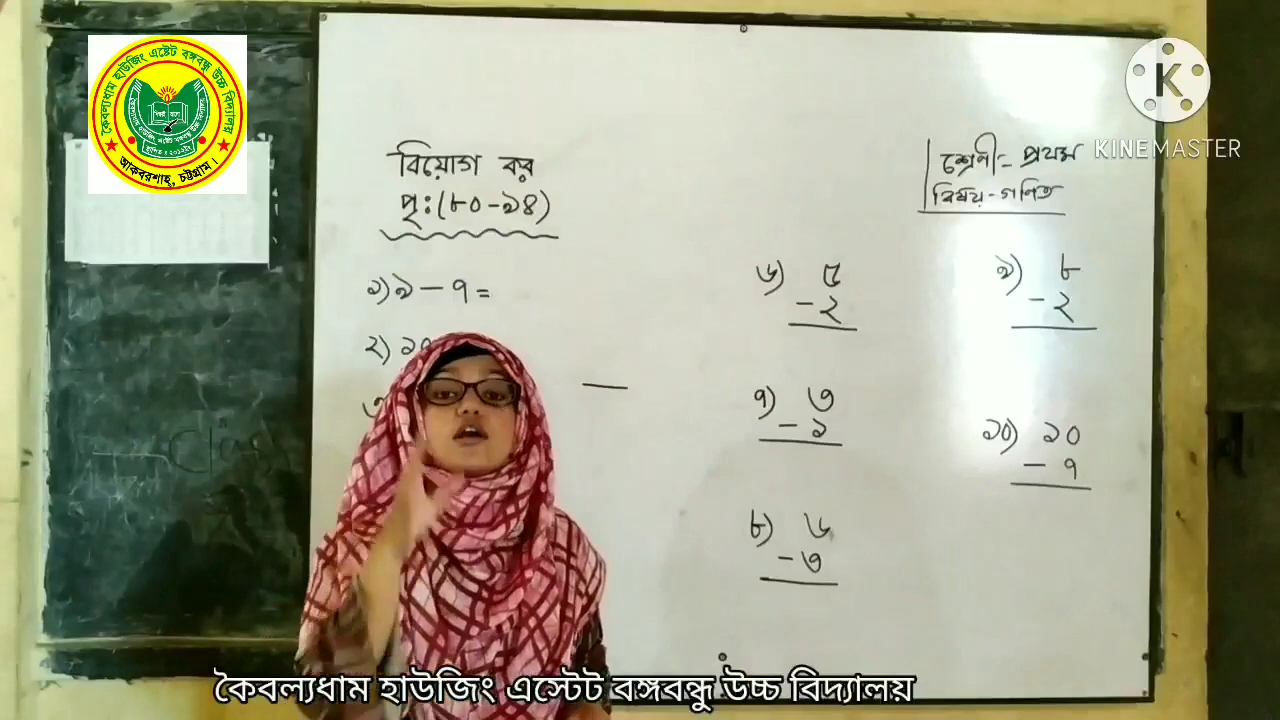 কৈবল্যধাম হাউজিং এস্টেট বঙ্গবন্ধু উচ্চ বিদ্যালয়
আকবরশাহ্, চট্টগ্রাম।
KINEMASTER
শ্রেণী:- প্রথম
বিষয়-গণিত
বিয়োগ কর
পৃ:(৮০-৯৪)
১) ৯ - ৭ =
২) ১০
৬) ৫
- ২
৭) ৩
- ১
৮) ৬
- ৩
৯) ৮
- ২
১০) ১০
- ৭
Class
কৈবল্যধাম হাউজিং এস্টেট বঙ্গবন্ধু উচ্চ বিদ্যালয়